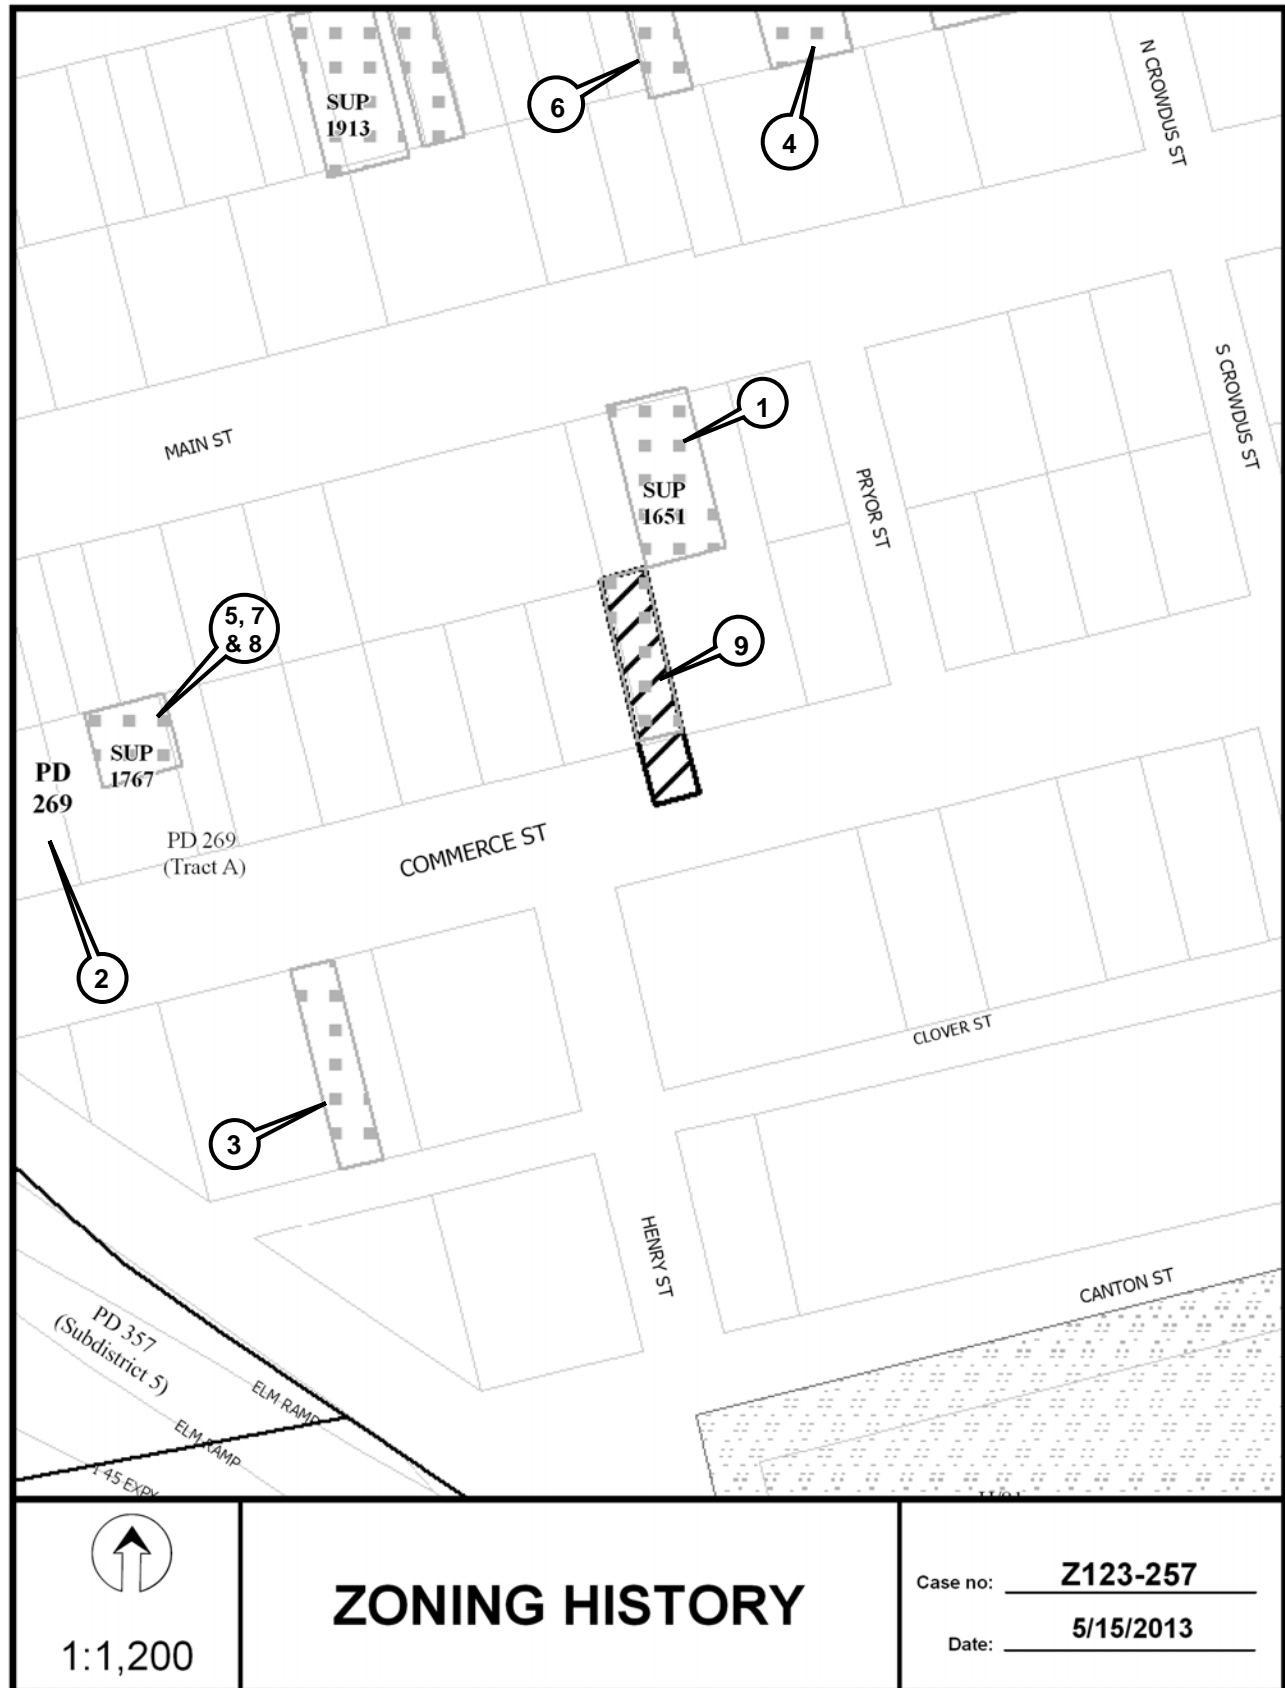 N CROWDUS ST
SUP
1913
6
4
S CROWDUS ST
1
MAIN ST
PRYOR ST
SUP
1651
5, 7
& 8
9
SUP
1767
PD
269
PD 269
(Tract A)
COMMERCE ST
2
CLOVER ST
3
HENRY ST
CANTON ST
PD 357
(Subdistrict 5)
ELM RAMP
ELM RAMP
I 45 EXPY
1:1,200
ZONING HISTORY
Case no: Z123-257
Date: 5/15/2013